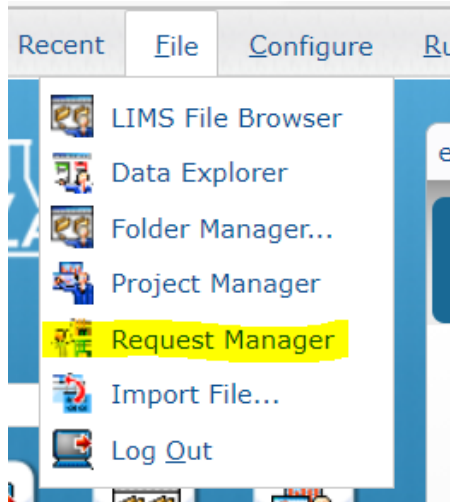 Recent File Configure
LIMS File Browser
Data Explorer
Folder Manager...
Project Manager
Request Manager
Import File...
Log Out